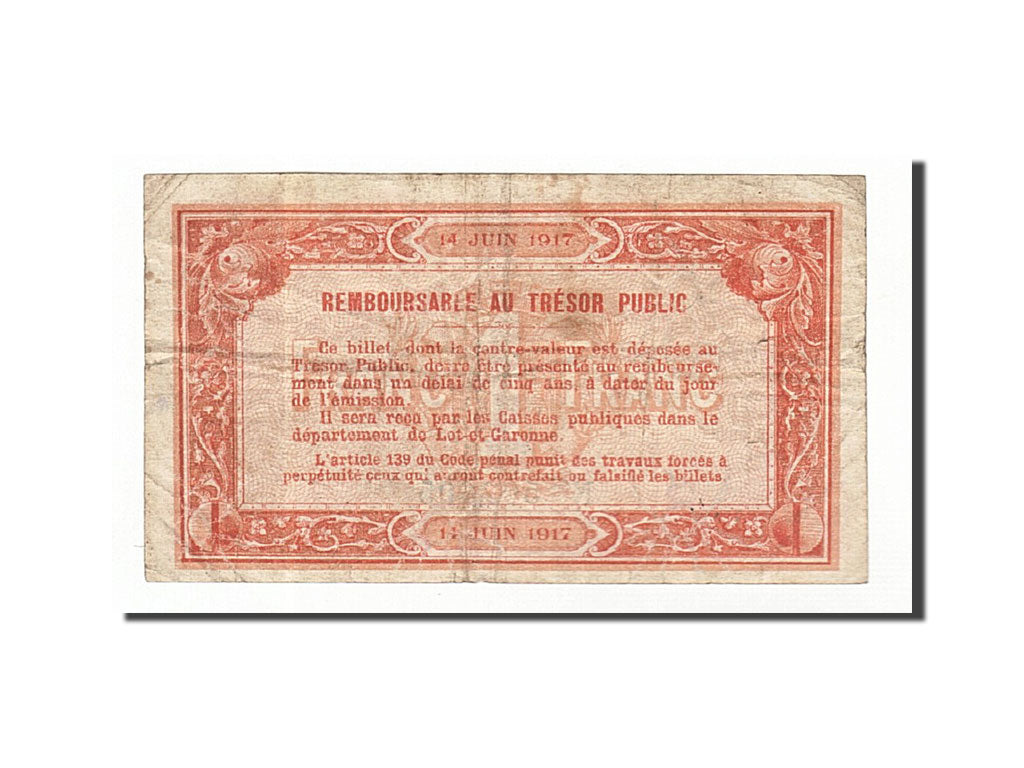 14 JUIN 1917
REMBOURSABLE AU TRÉSOR PUBLIC
Ce billet, dont la contre-valeur est déposée au
Trésor Public, devra être présenté au rembourse-
ment dans un délai de cinq ans, à dater du jour
de l'émission.
Il sera reçu par les Caisses publiques dans le
département de Lot-et-Garonne.
L'article 139 du Code pénal punit des travaux forcés à
perpétuité ceux qui auront contrefait ou falsifié les billets.
14 JUIN 1917